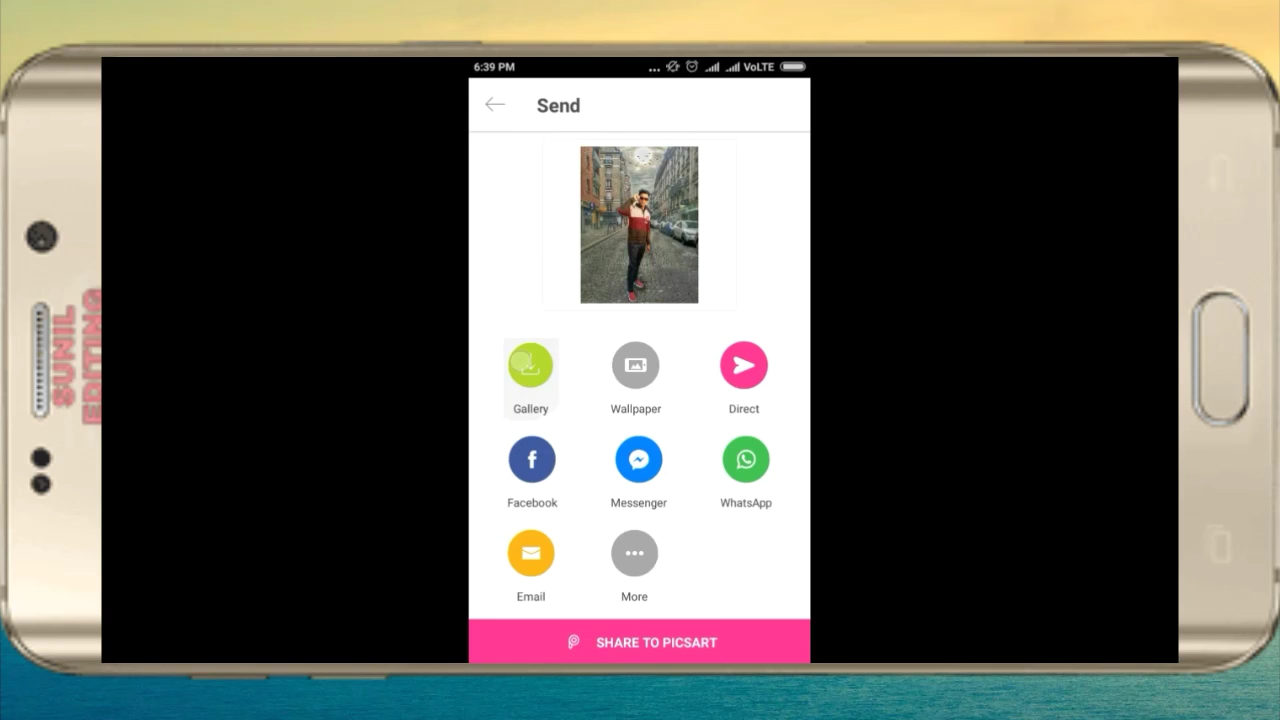 6:39 PM
VoLTE
Send
Gallery
Wallpaper
Direct
Facebook
Messenger
WhatsApp
Email
More
SHARE TO PICSART
SUNIL
EDITING